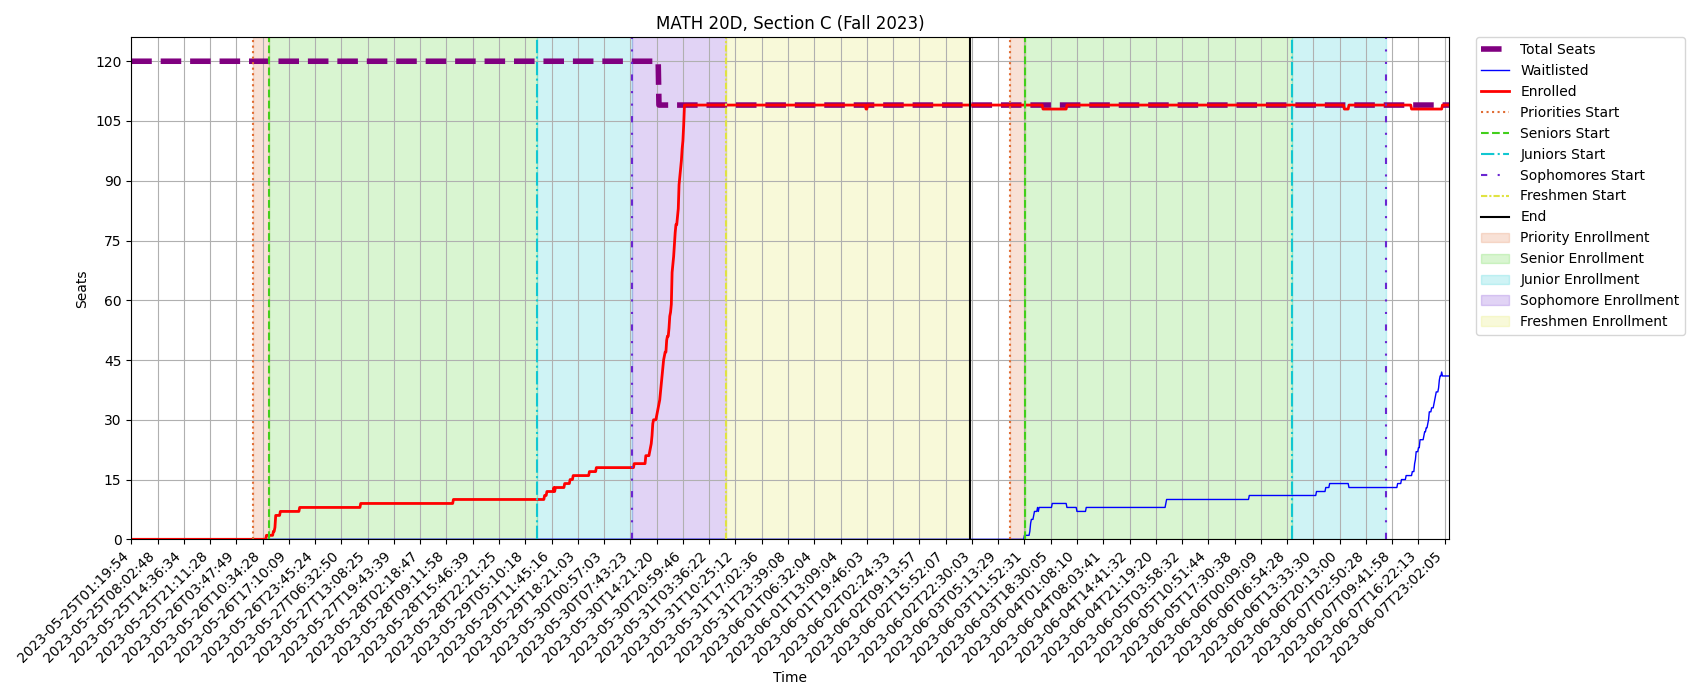 MATH 20D, Section C (Fall 2023)
Seats
120
105
90
75
60
45
30
15
0
2023-05-25T01:19:54
2023-05-25T08:02:48
2023-05-25T14:36:34
2023-05-25T21:11:28
2023-05-26T03:47:49
2023-05-26T10:34:28
2023-05-26T17:10:09
2023-05-26T23:45:24
2023-05-27T06:32:50
2023-05-27T13:08:25
2023-05-27T19:43:39
2023-05-28T02:18:47
2023-05-28T09:11:58
2023-05-28T15:46:39
2023-05-28T22:21:25
2023-05-29T05:10:18
2023-05-29T11:45:16
2023-05-29T18:21:03
2023-05-30T00:57:03
2023-05-30T07:43:23
2023-05-30T14:21:20
2023-05-30T20:59:46
2023-05-31T03:36:22
2023-05-31T10:25:12
2023-05-31T17:02:36
2023-05-31T23:39:08
2023-06-01T06:32:04
2023-06-01T13:09:04
2023-06-01T19:46:03
2023-06-02T02:24:33
2023-06-02T09:13:57
2023-06-02T15:52:07
2023-06-02T22:30:03
2023-06-03T05:13:29
2023-06-03T11:52:31
2023-06-03T18:30:05
2023-06-04T01:08:10
2023-06-04T08:03:41
2023-06-04T14:41:32
2023-06-04T21:19:20
2023-06-05T03:58:32
2023-06-05T10:51:44
2023-06-05T17:30:38
2023-06-06T00:09:09
2023-06-06T06:54:28
2023-06-06T13:33:30
2023-06-06T20:13:00
2023-06-07T02:50:28
2023-06-07T09:41:58
2023-06-07T16:22:13
2023-06-07T23:02:05
Time
Total Seats
Waitlisted
Enrolled
Priorities Start
Seniors Start
Juniors Start
Sophomores Start
Freshmen Start
End
Priority Enrollment
Senior Enrollment
Junior Enrollment
Sophomore Enrollment
Freshmen Enrollment